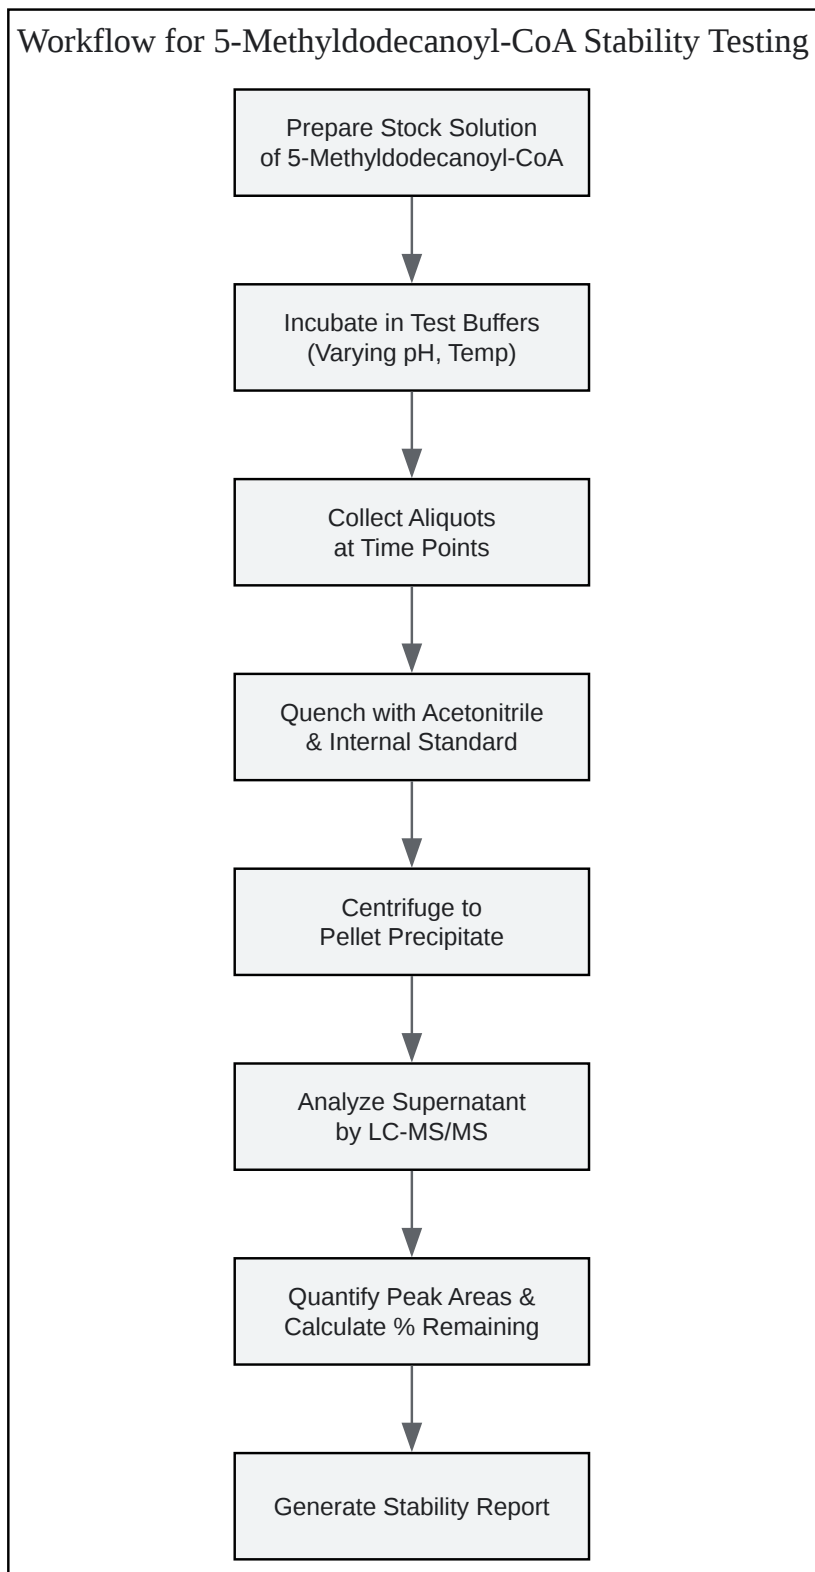 Workflow for 5-Methyldodecanoyl-CoA Stability Testing
Prepare Stock Solution
of 5-Methyldodecanoyl-CoA
Incubate in Test Buffers
(Varying pH, Temp)
Collect Aliquots
at Time Points
Quench with Acetonitrile
& Internal Standard
Centrifuge to
Pellet Precipitate
Analyze Supernatant
by LC-MS/MS
Quantify Peak Areas &
Calculate % Remaining
Generate Stability Report